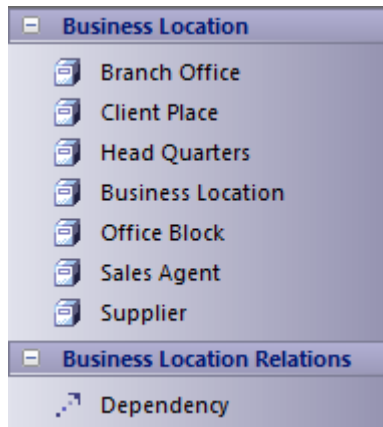 Business Location
Branch Office
Client Place
Head Quarters
Business Location
Office Block
Sales Agent
Supplier
Business Location Relations
Dependency